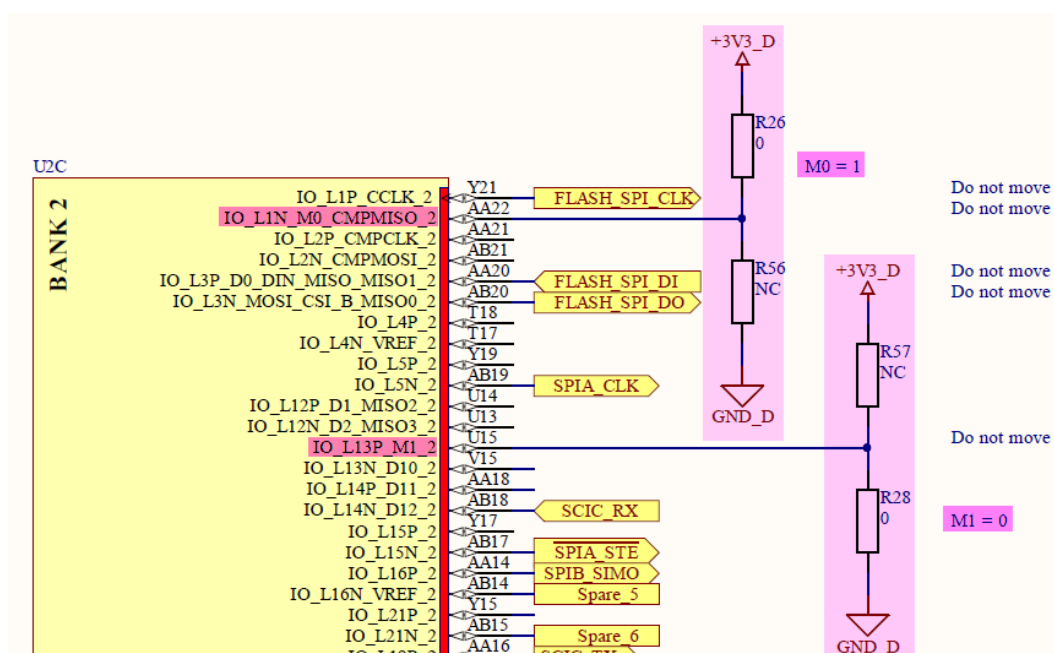 +3V3_D
R26
0
M0 = 1
U2C
BANK 2
IO_L1P_CCLK_2 Y21 FLASH_SPI_CLK Do not move
IO_L1N_M0_CMPMISO_2 AA22 Do not move
IO_L2P_CMPCLK_2 AA21
IO_L2N_CMPMOSI_2 AB21
R56
NC
+3V3_D
IO_L3P_D0_DIN_MISO_MISO1_2 AA20 FLASH_SPI_DI Do not move
IO_L3N_MOSI_CSI_B_MISO0_2 AB20 FLASH_SPI_DO Do not move
IO_L4P_2 T18
IO_L4N_VREF_2 T17
R57
NC
IO_L5P_2 Y19
IO_L5N_2 AB19 SPIA_CLK
IO_L12P_D1_MISO2_2 U14
GND_D
IO_L12N_D2_MISO3_2 U13
IO_L13P_M1_2 U15 Do not move
IO_L13N_D10_2 V15
IO_L14P_D11_2 AA18
R28
0
M1 = 0
IO_L14N_D12_2 AB18 SCIC_RX
IO_L15P_2 Y17
IO_L15N_2 AB17 SPIA_STE
IO_L16P_2 AA14 SPIB_SIMO
IO_L16N_VREF_2 AB14 Spare_5
IO_L21P_2 Y15
IO_L21N_2 AB15 Spare_6
AA16
GND_D